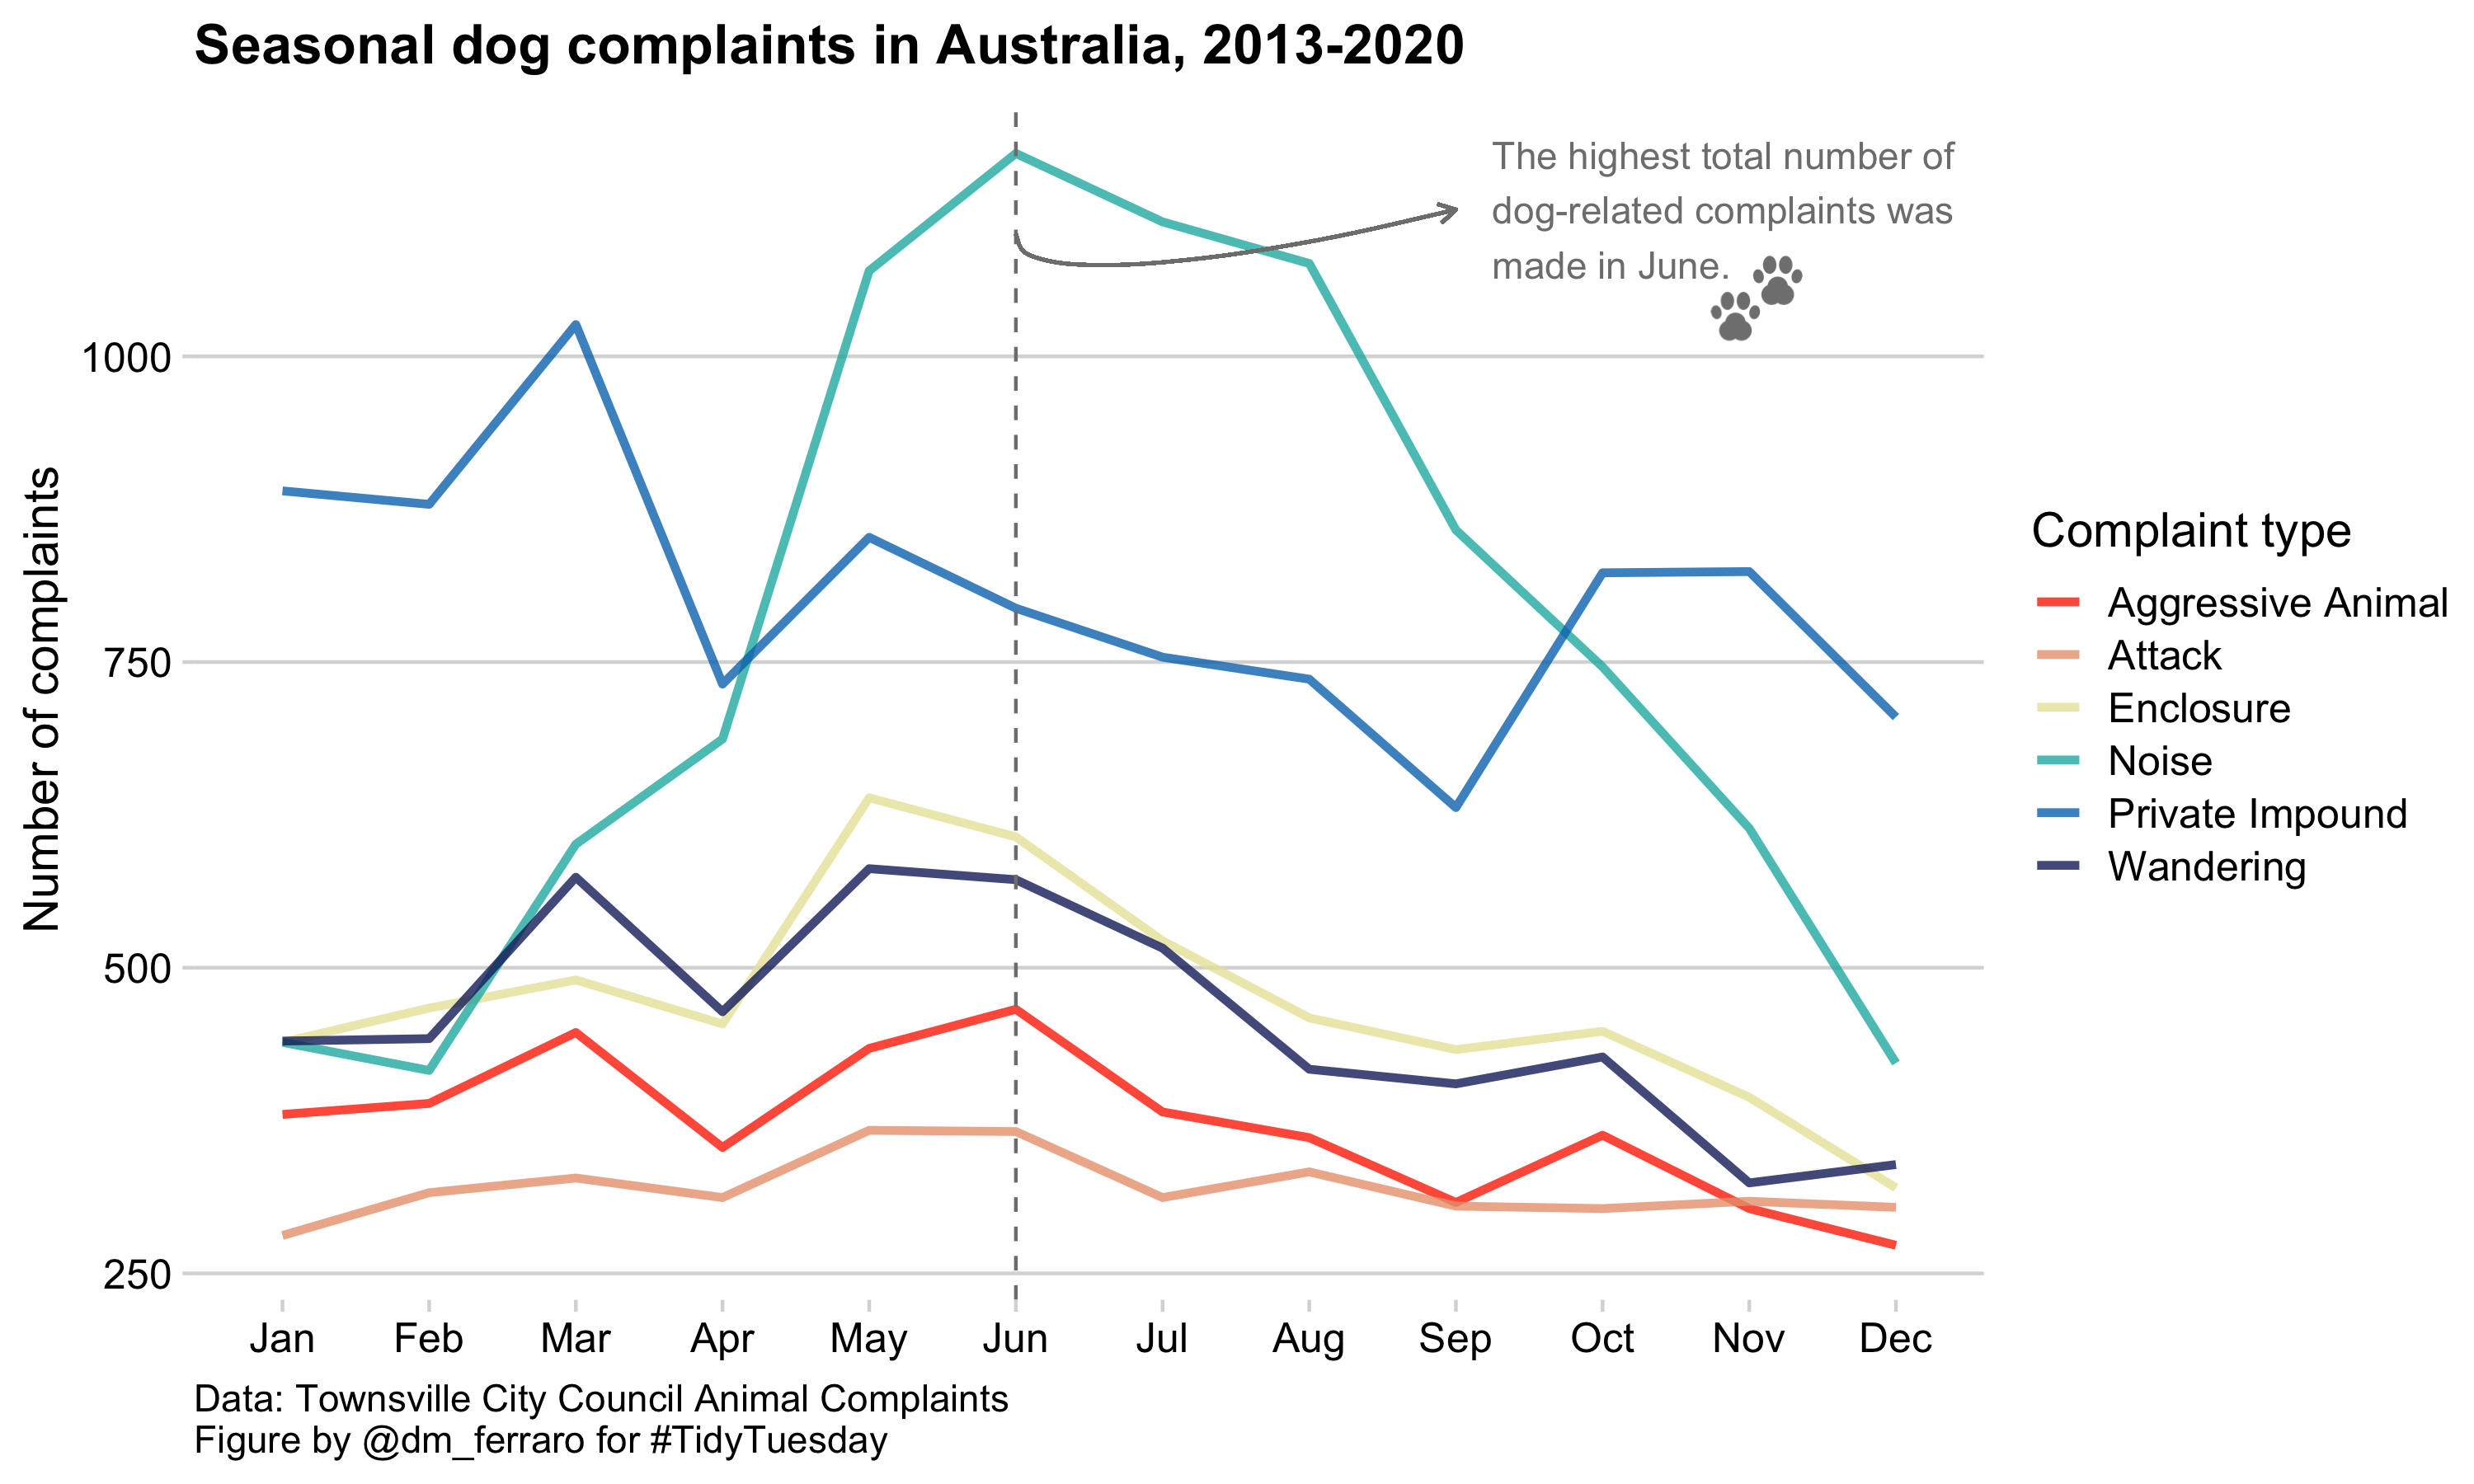 Seasonal dog complaints in Australia, 2013-2020
The highest total number of
dog-related complaints was
made in June.
Number of complaints
1000
750
500
250
Jan Feb Mar Apr May Jun Jul Aug Sep Oct Nov Dec
Complaint type
Aggressive Animal
Attack
Enclosure
Noise
Private Impound
Wandering
Data: Townsville City Council Animal Complaints
Figure by @dm_ferraro for #TidyTuesday